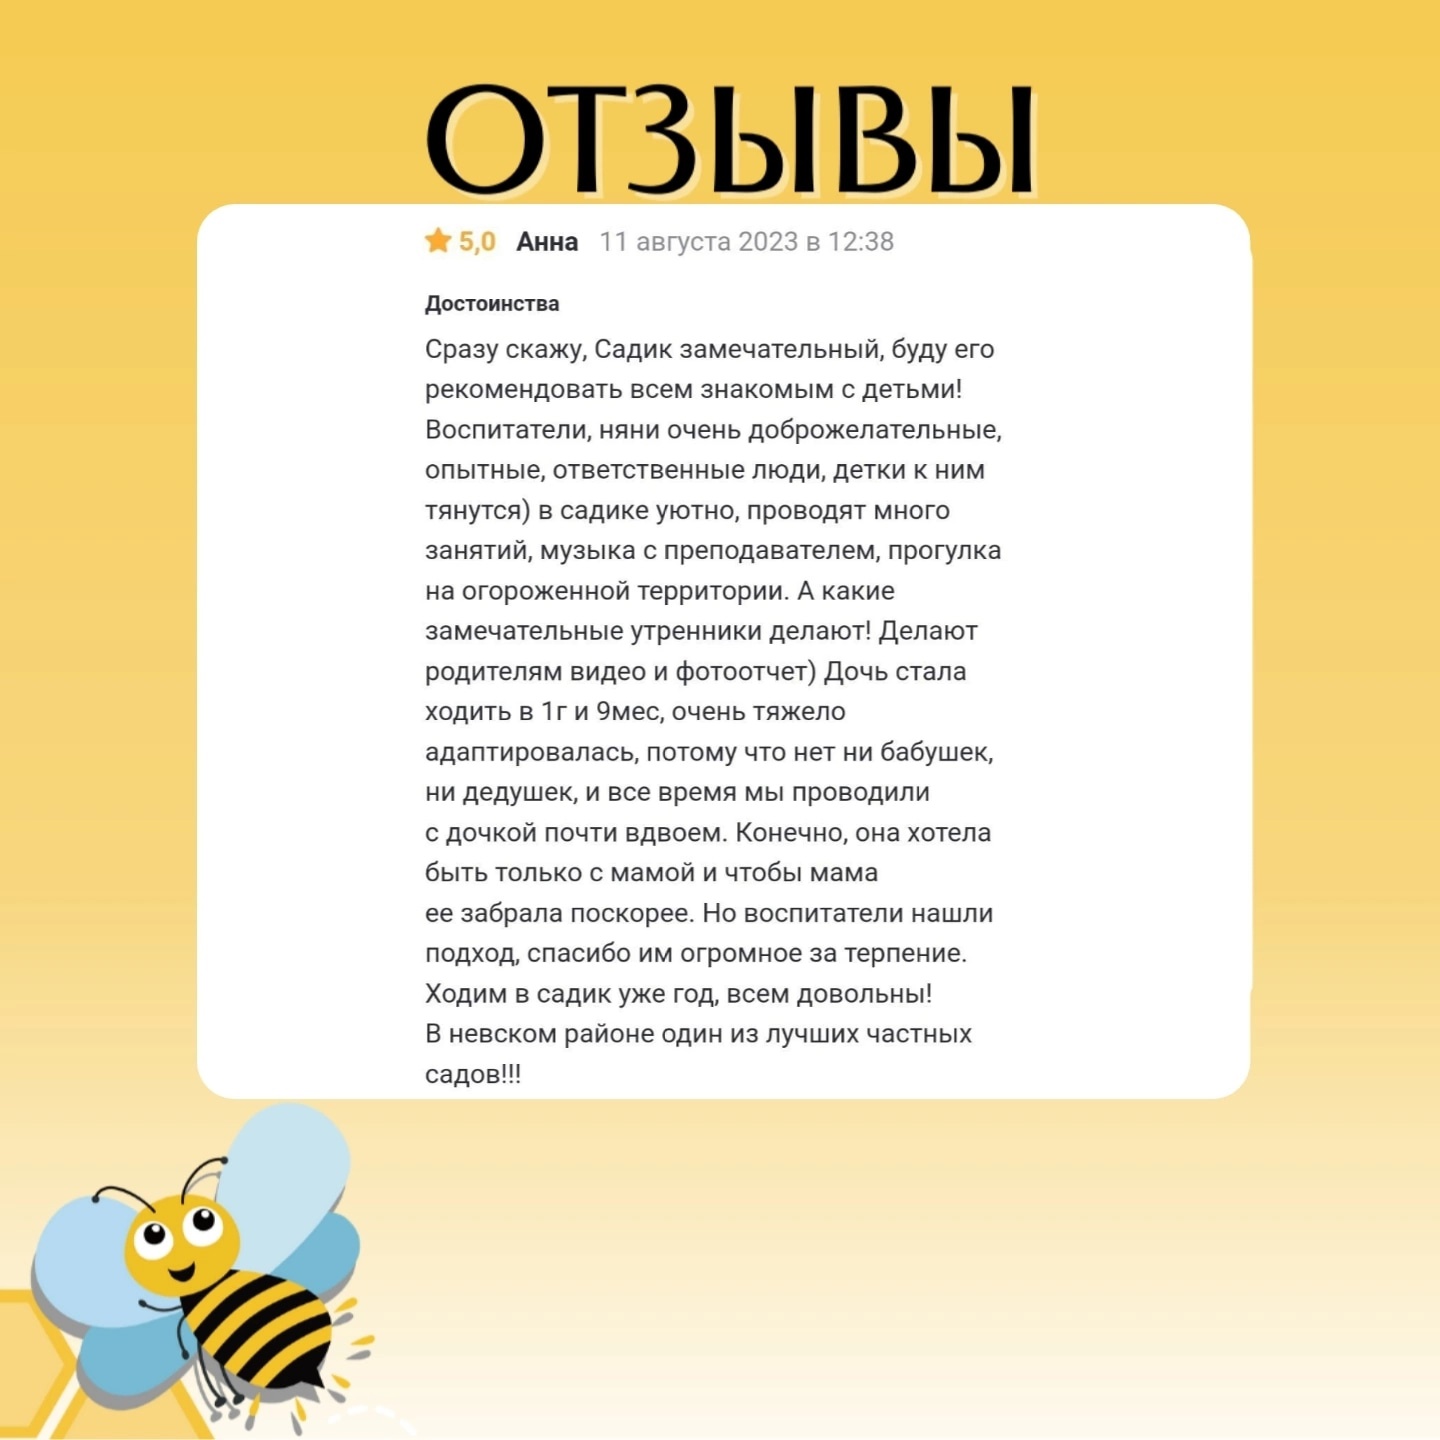 ОТЗЫВЫ
5,0 Анна 11 августа 2023 в 12:38
Достоинства
Сразу скажу, Садик замечательный, буду его
рекомендовать всем знакомым с детьми!
Воспитатели, няни очень доброжелательные,
опытные, ответственные люди, детки к ним
тянутся) в садике уютно, проводят много
занятий, музыка с преподавателем, прогулка
на огороженной территории. А какие
замечательные утренники делают! Делают
родителям видео и фотоотчет) Дочь стала
ходить в 1г и 9мес, очень тяжело
адаптировалась, потому что нет ни бабушек,
ни дедушек, и все время мы проводили
с дочкой почти вдвоем. Конечно, она хотела
быть только с мамой и чтобы мама
ее забрала поскорее. Но воспитатели нашли
подход, спасибо им огромное за терпение.
Ходим в садик уже год, всем довольны!
В невском районе один из лучших частных
садов!!!